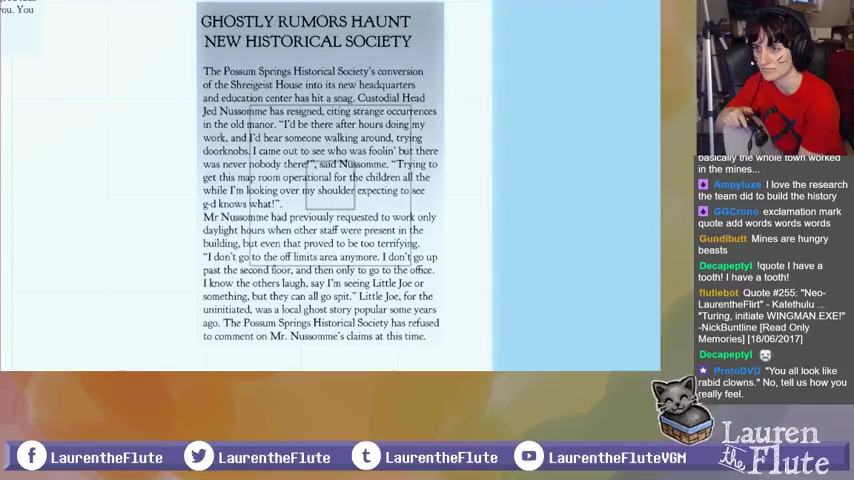 you. You
GHOSTLY RUMORS HAUNT
NEW HISTORICAL SOCIETY
The Possum Springs Historical Society's conversion
of the Shreigeist House into its new headquarters
and education center has hit a snag. Custodial Head
Jed Nussomme has resigned, citing strange occurrences
in the old manor. "I'd be there after hours doing my
work, and I'd hear someone walking around, trying
doorknobs. I came out to see who was foolin' but there
was never nobody there!", said Nussomme. "Trying to
get this map room operational for the children all the
while I'm looking over my shoulder expecting to see
g-d knows what!".
Mr Nussomme had previously requested to work only
daylight hours when other staff were present in the
building, but even that proved to be too terrifying.
"I don't go to the off limits area anymore. I don't go up
past the second floor, and then only to go to the office.
I know the others laugh, say I'm seeing Little Joe or
something, but they can all go spit." Little Joe, for the
uninitiated, was a local ghost story popular some years
ago. The Possum Springs Historical Society has refused
to comment on Mr. Nussomme's claims at this time.
basically the whole town worked
in the mines...
Ampyluxe I love the research
the team did to build the history
GGCrono exclamation mark
quote add words words words
Gundibutt Mines are hungry
beasts
Decapeptyl !quote I have a
tooth! I have a tooth!
flutiebot Quote #255: "Neo-
LaurentheFlirt" - Katethulu ...
"Turing, initiate WINGMAN.EXE!"
-NickBuntline [Read Only
Memories] [18/06/2017]
Decapeptyl
ProtoDVD "You all look like
rabid clowns." No, tell us how you
really feel.
Lauren
the Flute
LaurentheFlute
LaurentheFlute
LaurentheFlute
LaurentheFluteVGM